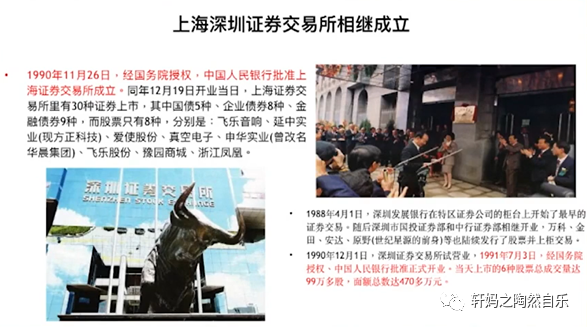 上海深圳证券交易所相继成立
• 1990年11月26日，经国务院授权，中国人民银行批准上
海证券交易所成立。同年12月19日开业当日，上海证券交
易所里有30种证券上市，其中国债5种、企业债券8种、金
融债券9种，而股票只有8种，分别是：飞乐音响、延中实
业(现方正科技)、爱使股份、真空电子、申华实业(曾改名
华晨集团)、飞乐股份、豫园商城、浙江凤凰。
深圳证券交易所
SHENZHEN STOCK EXCHANGE
• 1988年4月1日，深圳发展银行在特区证券公司的柜台上开始了最早的
证券交易。随后深圳市国投证券部和中行证券部相继开业，万科、金
田、安达、原野(世纪星源的前身)等也陆续发行了股票并上柜交易。
• 1990年12月1日，深圳证券交易所试营业，1991年7月3日，经国务院
授权、中国人民银行批准正式开业。当天上市的6种股票总成交量达
99万多股，面额总数达470多万元。
轩妈之陶然自乐